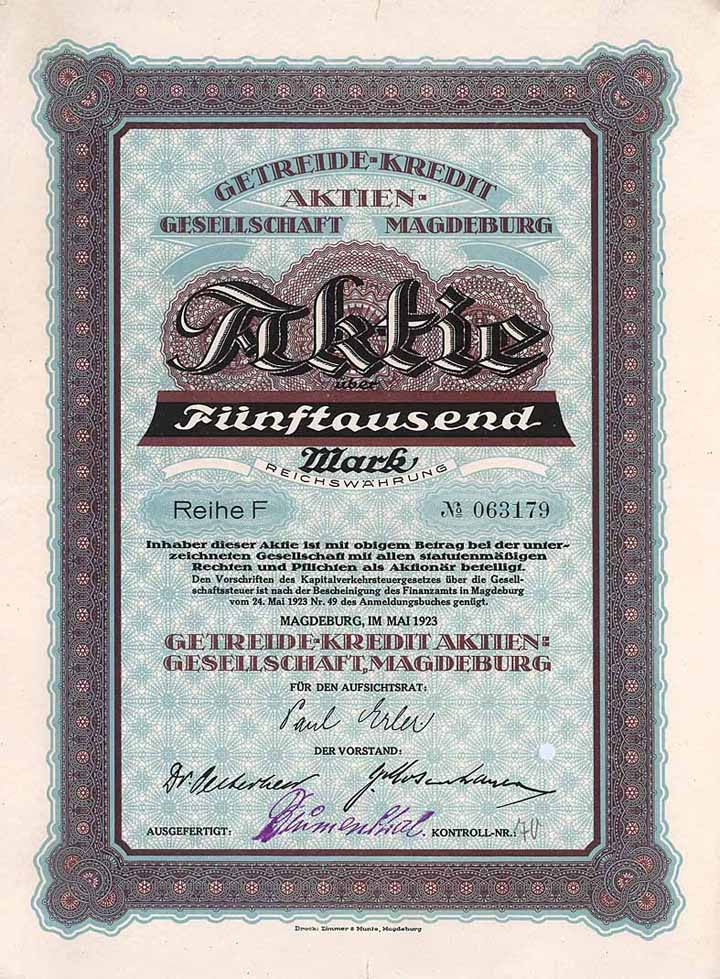 GETREIDE-KREDIT
AKTIEN-
GESELLSCHAFT MAGDEBURG
Aktie
über
Fünftausend
Mark
REICHSWÄHRUNG
Reihe F № 063179
Inhaber dieser Aktie ist mit obigem Betrag bei der unter-
zeichneten Gesellschaft mit allen statutenmäßigen
Rechten und Pflichten als Aktionär beteiligt.
Den Vorschriften des Kapitalverkehrsteuergesetzes über die Gesell-
schaftssteuer ist nach der Bescheinigung des Finanzamts in Magdeburg
vom 24. Mai 1923 Nr. 49 des Anmeldungsbuches genügt.
MAGDEBURG, IM MAI 1923
GETREIDE-KREDIT AKTIEN-
GESELLSCHAFT, MAGDEBURG
FÜR DEN AUFSICHTSRAT:
Paul Erler
DER VORSTAND:
Dr.
AUSGEFERTIGT: Blumenthal. KONTROLL-NR.:
Druck: Zimmer & Munte, Magdeburg